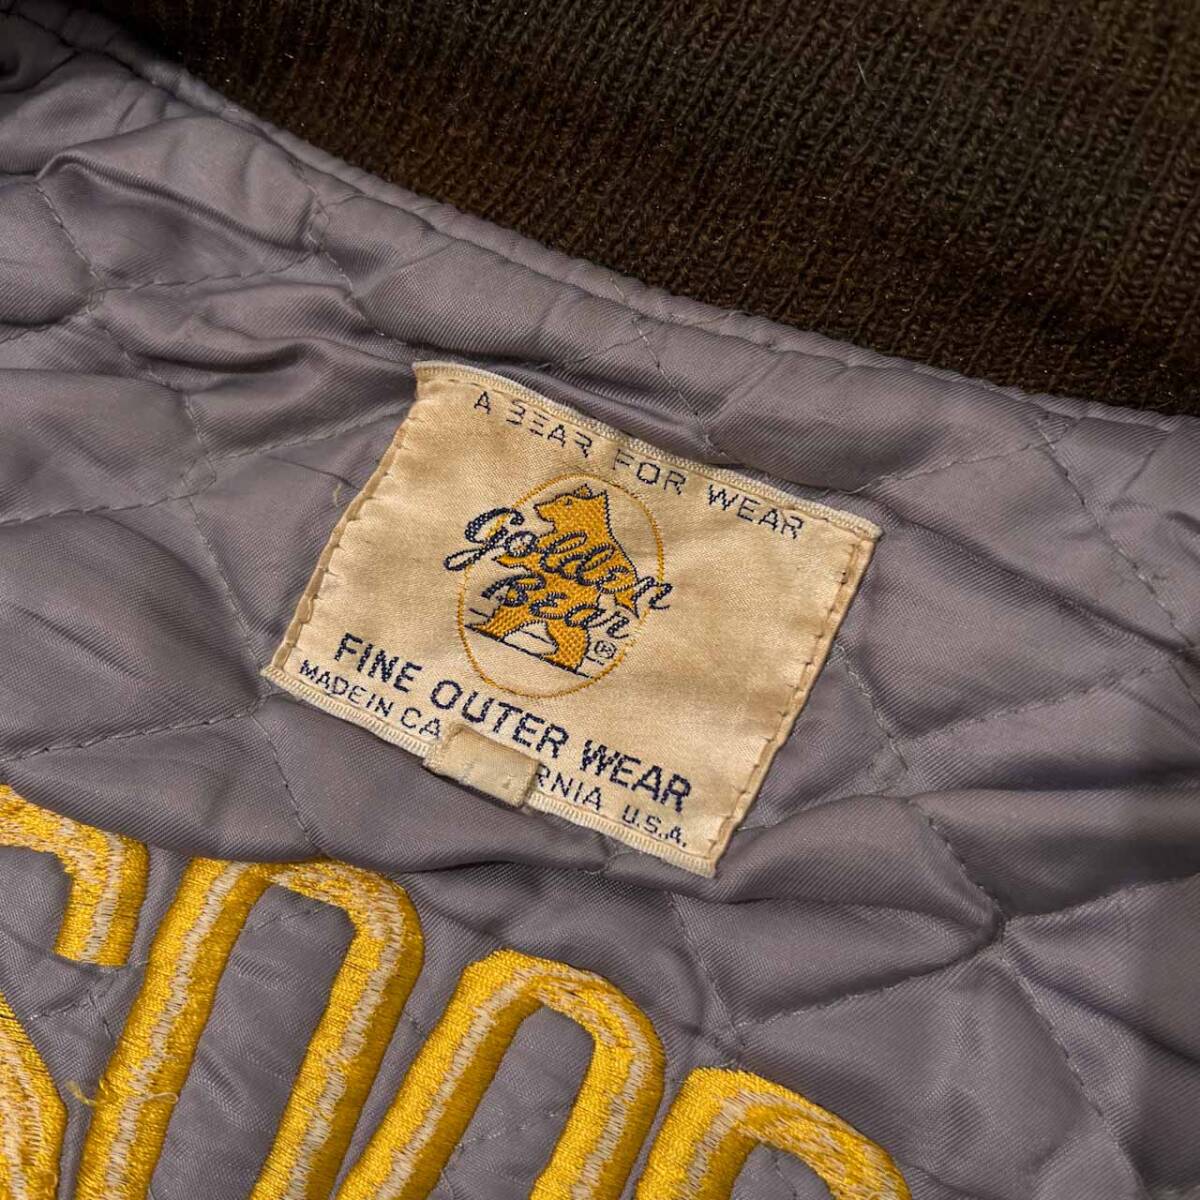 A BEAR FOR WEAR
Golden
Bear ®
FINE OUTER WEAR
MADE IN CA RNIA U.S.A.